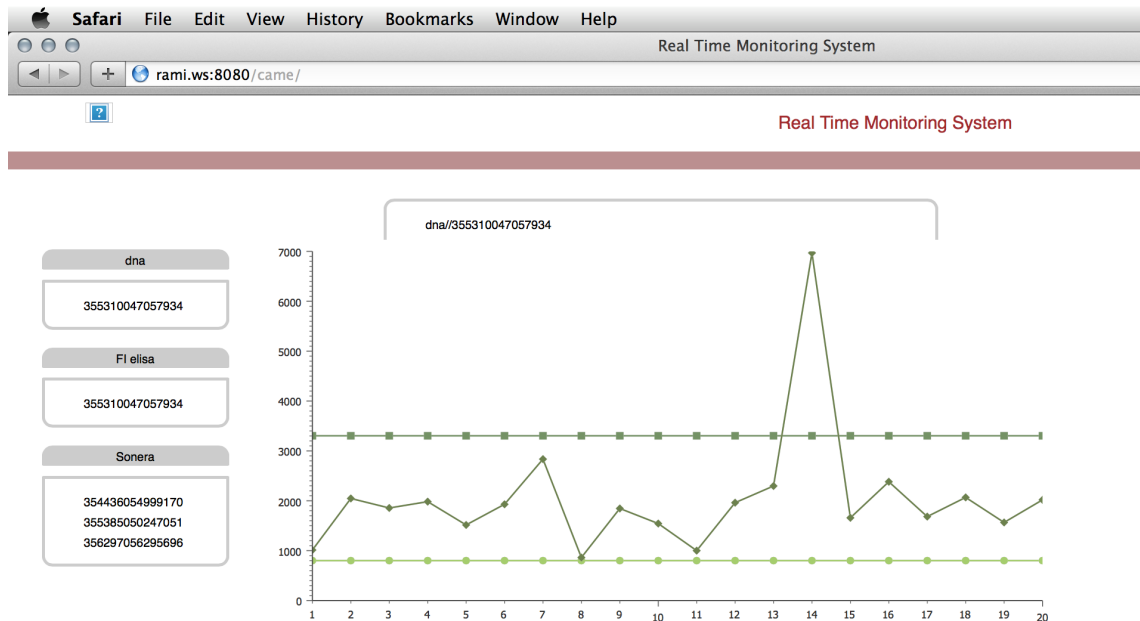 Safari File Edit View History Bookmarks Window Help
Real Time Monitoring System
rami.ws:8080/came/
?
Real Time Monitoring System
dna//355310047057934
dna
355310047057934
FI elisa
355310047057934
Sonera
354436054999170
355385050247051
356297056295696
7000
6000
5000
4000
3000
2000
1000
0
1 2 3 4 5 6 7 8 9 10 11 12 13 14 15 16 17 18 19 20